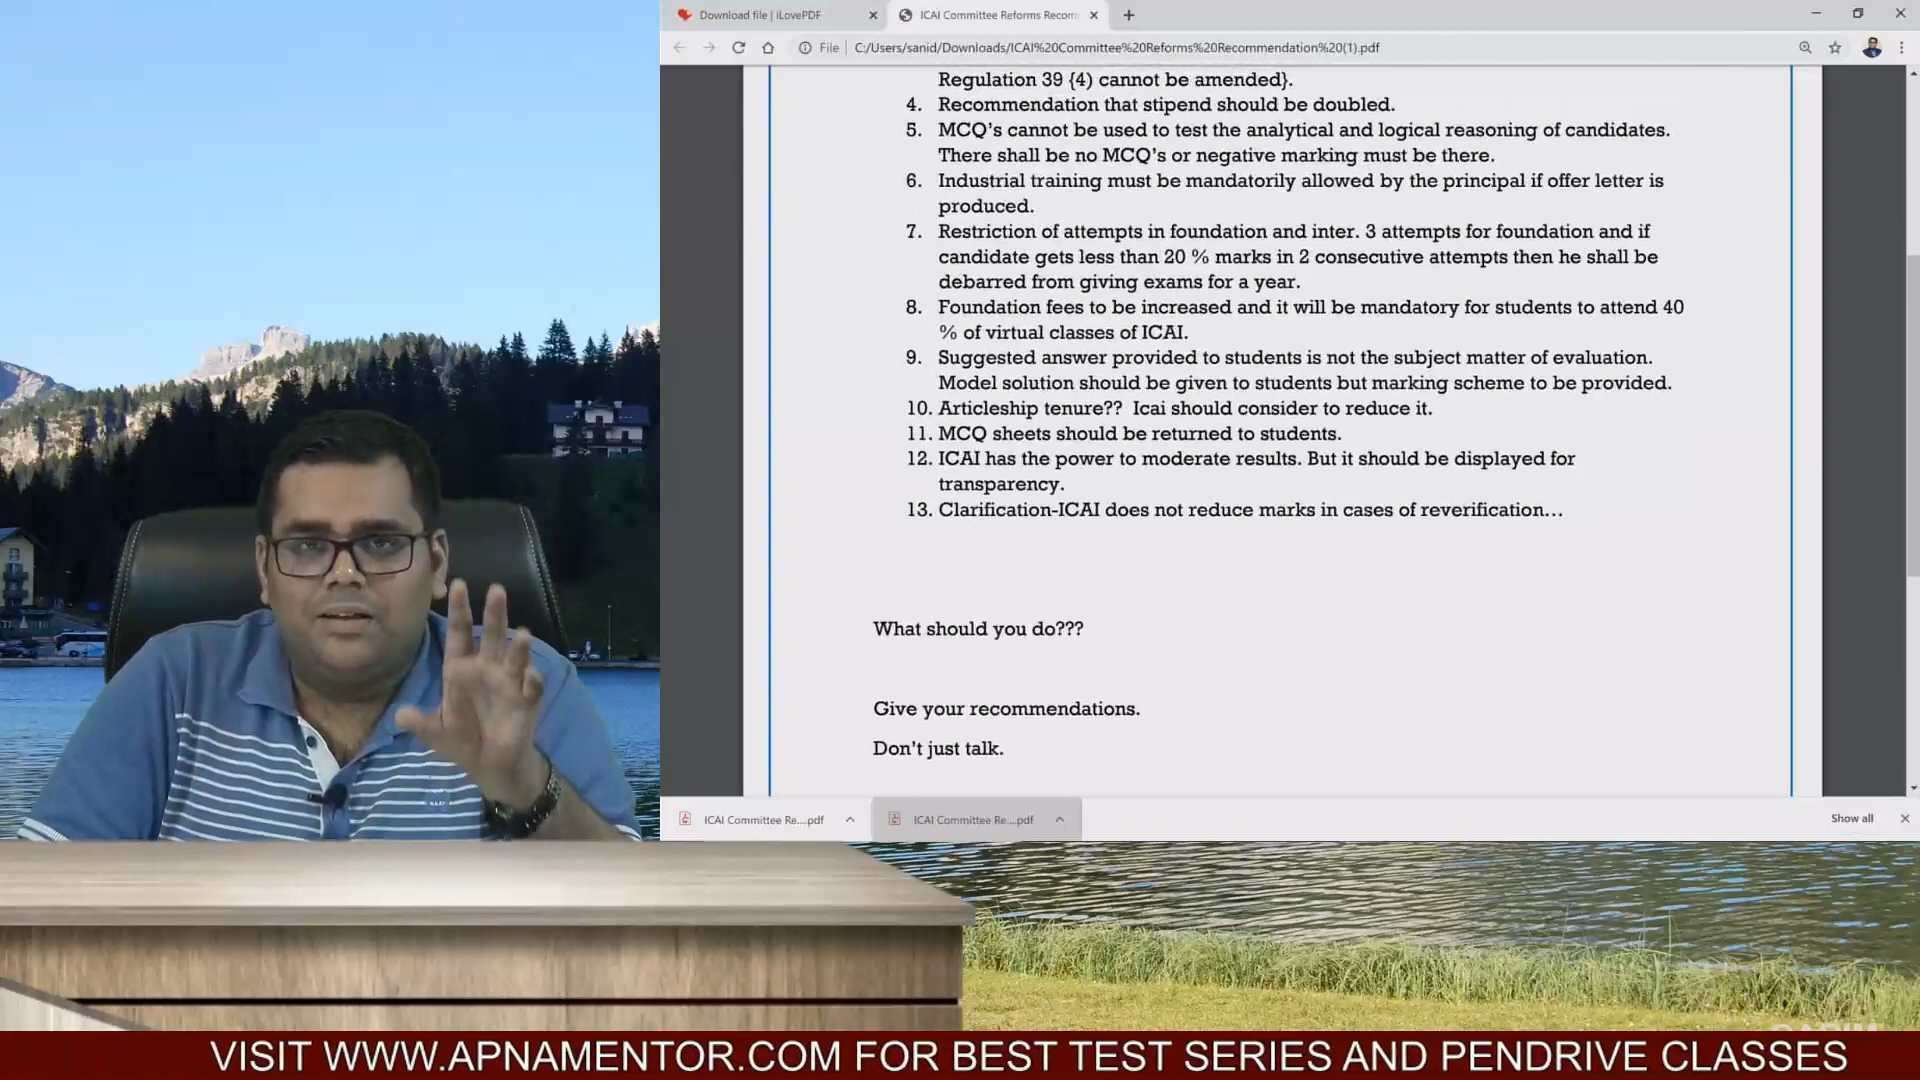 Download file | iLovePDF
ICAI Committee Reforms Recom
File
C:/Users/sanid/Downloads/ICAI%20Committee%20Reforms%20Recommendation%20(1).pdf
Regulation 39 {4) cannot be amended}.
4. Recommendation that stipend should be doubled.
5. MCQ’s cannot be used to test the analytical and logical reasoning of candidates.
There shall be no MCQ’s or negative marking must be there.
6. Industrial training must be mandatorily allowed by the principal if offer letter is
produced.
7. Restriction of attempts in foundation and inter. 3 attempts for foundation and if
candidate gets less than 20 % marks in 2 consecutive attempts then he shall be
debarred from giving exams for a year.
8. Foundation fees to be increased and it will be mandatory for students to attend 40
% of virtual classes of ICAI.
9. Suggested answer provided to students is not the subject matter of evaluation.
Model solution should be given to students but marking scheme to be provided.
10. Articleship tenure?? Icai should consider to reduce it.
11. MCQ sheets should be returned to students.
12. ICAI has the power to moderate results. But it should be displayed for
transparency.
13. Clarification-ICAI does not reduce marks in cases of reverification…
What should you do???
Give your recommendations.
Don’t just talk.
ICAI Committee Re....pdf
ICAI Committee Re....pdf
Show all
VISIT WWW.APNAMENTOR.COM FOR BEST TEST SERIES AND PENDRIVE CLASSES